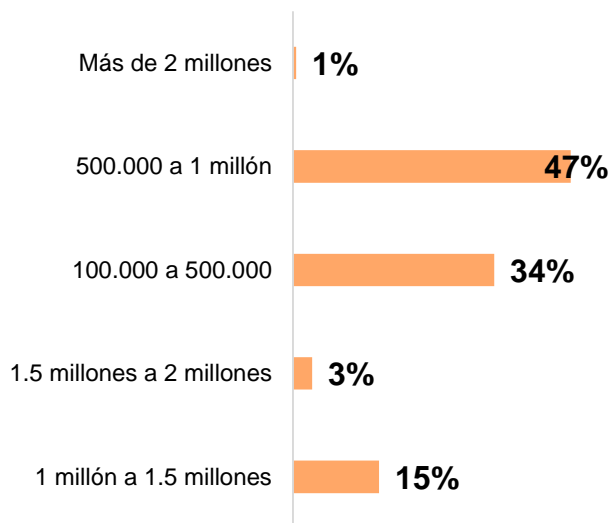 Más de 2 millones 1%
500.000 a 1 millón 47%
100.000 a 500.000 34%
1.5 millones a 2 millones 3%
1 millón a 1.5 millones 15%